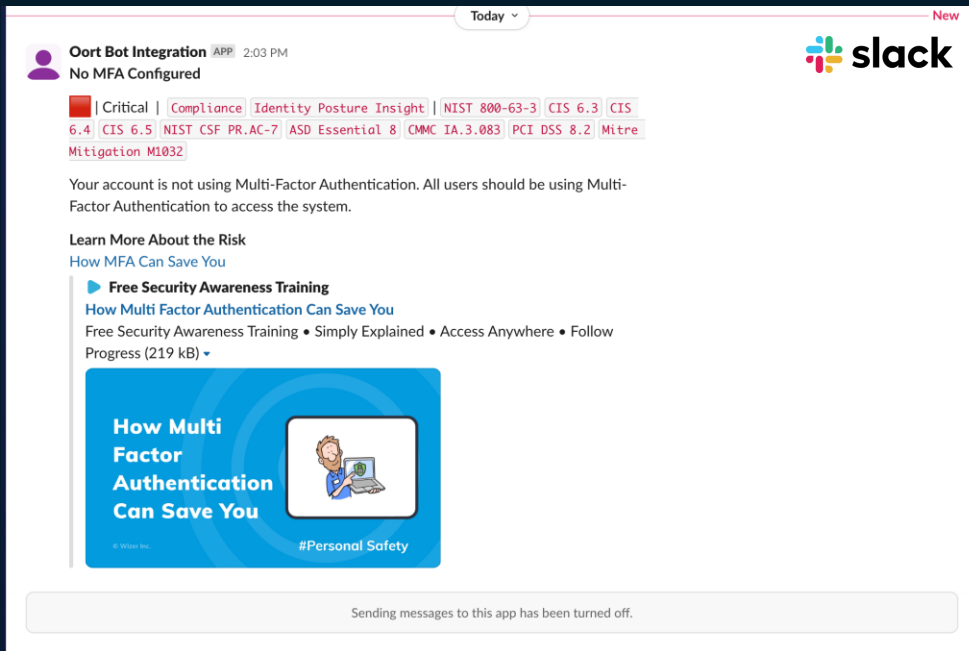 Today
New
slack
Oort Bot Integration APP 2:03 PM
No MFA Configured
| Critical | Compliance Identity Posture Insight | NIST 800-63-3 CIS 6.3 CIS
6.4 CIS 6.5 NIST CSF PR.AC-7 ASD Essential 8 CMMC IA.3.083 PCI DSS 8.2 Mitre
Mitigation M1032
Your account is not using Multi-Factor Authentication. All users should be using Multi-
Factor Authentication to access the system.
Learn More About the Risk
How MFA Can Save You
Free Security Awareness Training
How Multi Factor Authentication Can Save You
Free Security Awareness Training • Simply Explained • Access Anywhere • Follow
Progress (219 kB)
How Multi
Factor
Authentication
Can Save You
© Wizer Inc.
#Personal Safety
Sending messages to this app has been turned off.